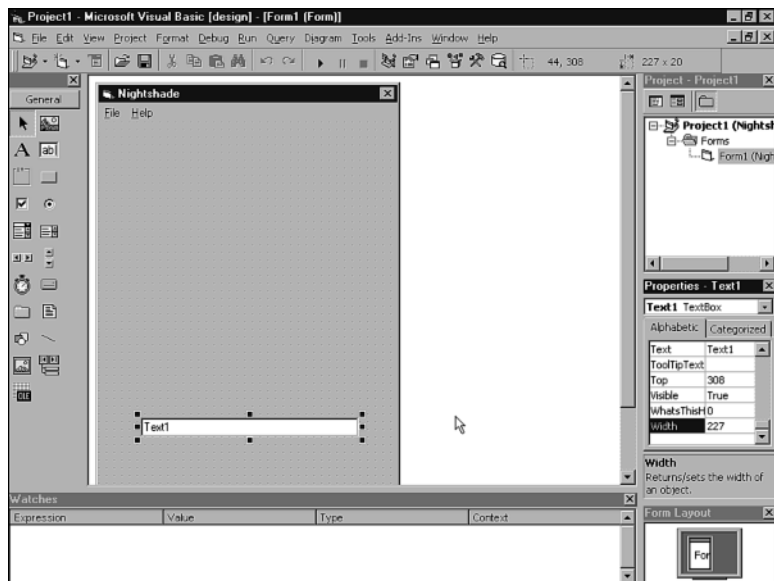 Project1 - Microsoft Visual Basic [design] - [Form1 (Form)]
File Edit View Project Format Debug Run Query Diagram Tools Add-Ins Window Help
44, 308 227 x 20
General
A ab
OLE
Nightshade
File Help
Text1
Project - Project1
Project1 (Nightsh
Forms
Form1 (Nigh
Properties - Text1
Text1 TextBox
Alphabetic Categorized
Text Text1
ToolTipText
Top 308
Visible True
WhatsThisH 0
Width 227
Width
Returns/sets the width of
an object.
Watches
Expression Value Type Context
Form Layout
For